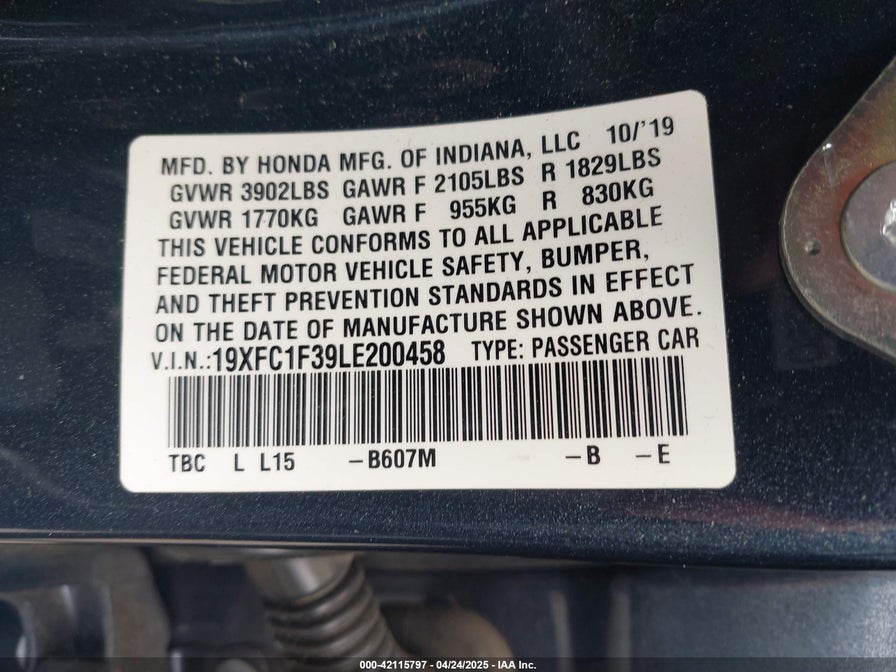 MFD. BY HONDA MFG. OF INDIANA, LLC 10/'19
GVWR 3902LBS GAWR F 2105LBS R 1829LBS
GVWR 1770KG GAWR F 955KG R 830KG
THIS VEHICLE CONFORMS TO ALL APPLICABLE
FEDERAL MOTOR VEHICLE SAFETY, BUMPER,
AND THEFT PREVENTION STANDARDS IN EFFECT
ON THE DATE OF MANUFACTURE SHOWN ABOVE.
V.I.N.:19XFC1F39LE200458 TYPE: PASSENGER CAR
TBC L L15 –B607M –B –E
000-42115797 - 04/24/2025 - IAA Inc.